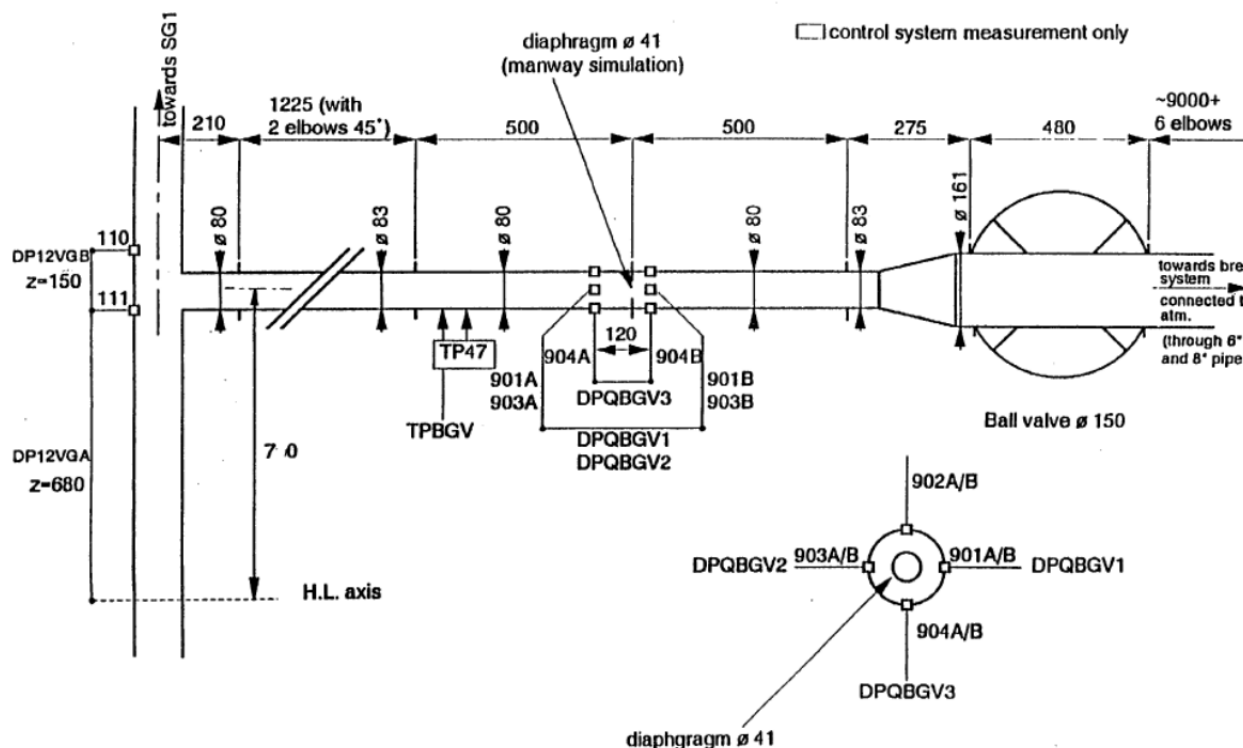 towards SG1
diaphragm ø 41
(manway simulation)
control system measurement only
210
1225 (with
2 elbows 45°)
500
500
275
480
~9000+
6 elbows
110
DP12VGB
z=150
111
ø 80
ø 83
ø 80
ø 80
ø 83
ø 161
towards bre
system
connected t
atm.
(through 6"
and 8" pipe
TP47
TPBGV
904A
120
904B
901A
903A
DPQBGV3
901B
903B
DPQBGV1
DPQBGV2
Ball valve ø 150
DP12VGA
z=680
H.L. axis
902A/B
DPQBGV2
903A/B
901A/B
DPQBGV1
904A/B
DPQBGV3
diaphgragm ø 41